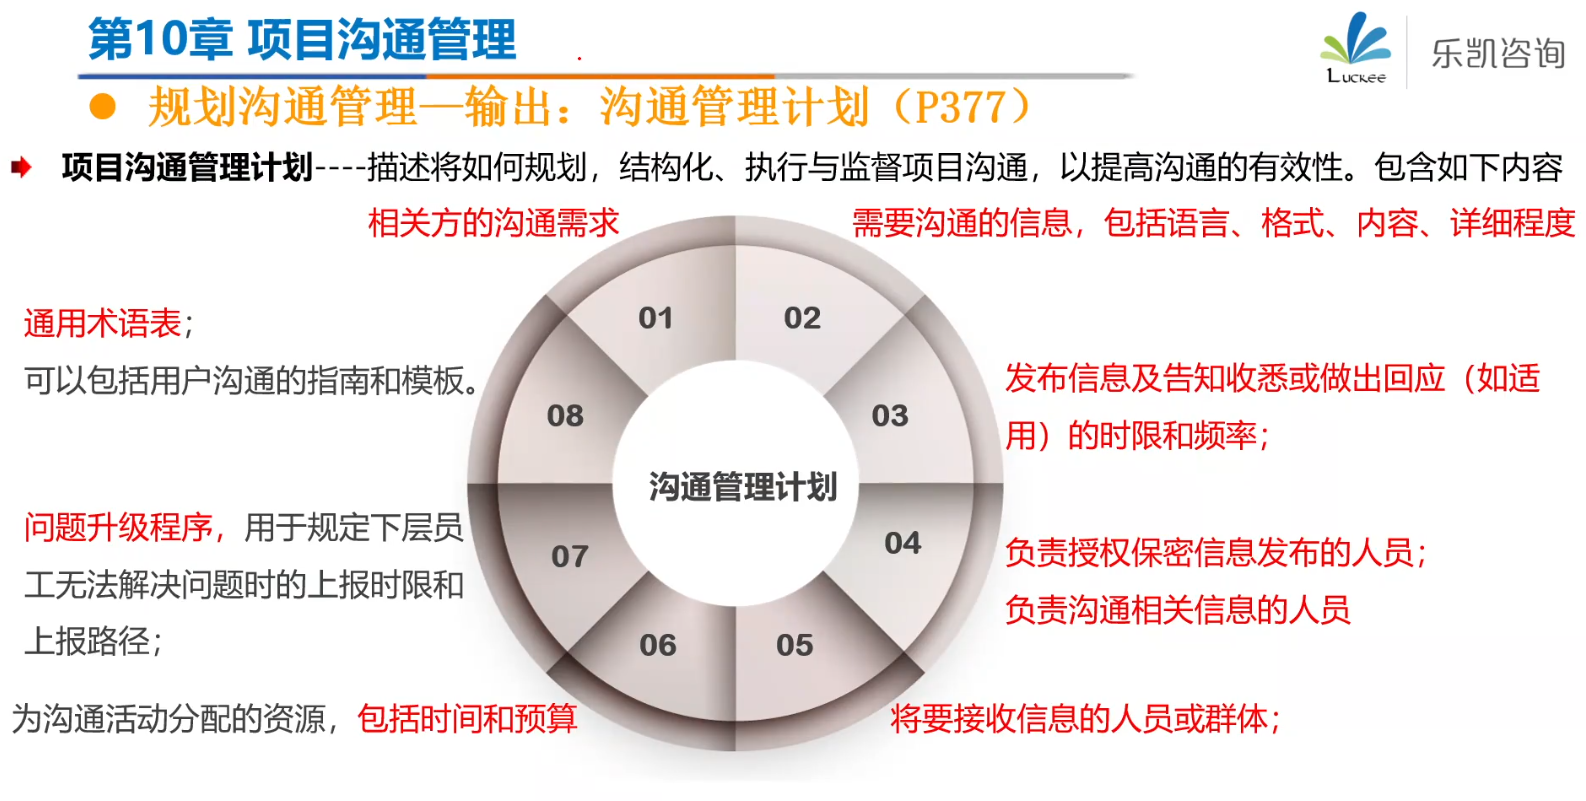 第10章 项目沟通管理
Luckee
乐凯咨询
规划沟通管理—输出：沟通管理计划（P377）
项目沟通管理计划----描述将如何规划，结构化、执行与监督项目沟通，以提高沟通的有效性。包含如下内容
相关方的沟通需求
需要沟通的信息，包括语言、格式、内容、详细程度
01
02
通用术语表；
可以包括用户沟通的指南和模板。
08
03
发布信息及告知收悉或做出回应（如适
用）的时限和频率；
沟通管理计划
问题升级程序，用于规定下层员
工无法解决问题时的上报时限和
上报路径；
07
04
负责授权保密信息发布的人员；
负责沟通相关信息的人员
06
05
为沟通活动分配的资源，包括时间和预算
将要接收信息的人员或群体；